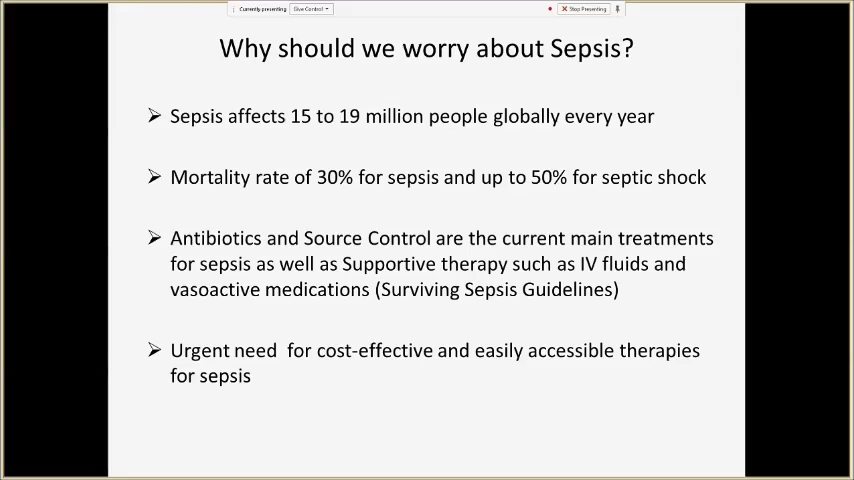 Currently presenting Give Control Stop Presenting
Why should we worry about Sepsis?
Sepsis affects 15 to 19 million people globally every year
Mortality rate of 30% for sepsis and up to 50% for septic shock
Antibiotics and Source Control are the current main treatments
for sepsis as well as Supportive therapy such as IV fluids and
vasoactive medications (Surviving Sepsis Guidelines)
Urgent need  for cost-effective and easily accessible therapies
for sepsis